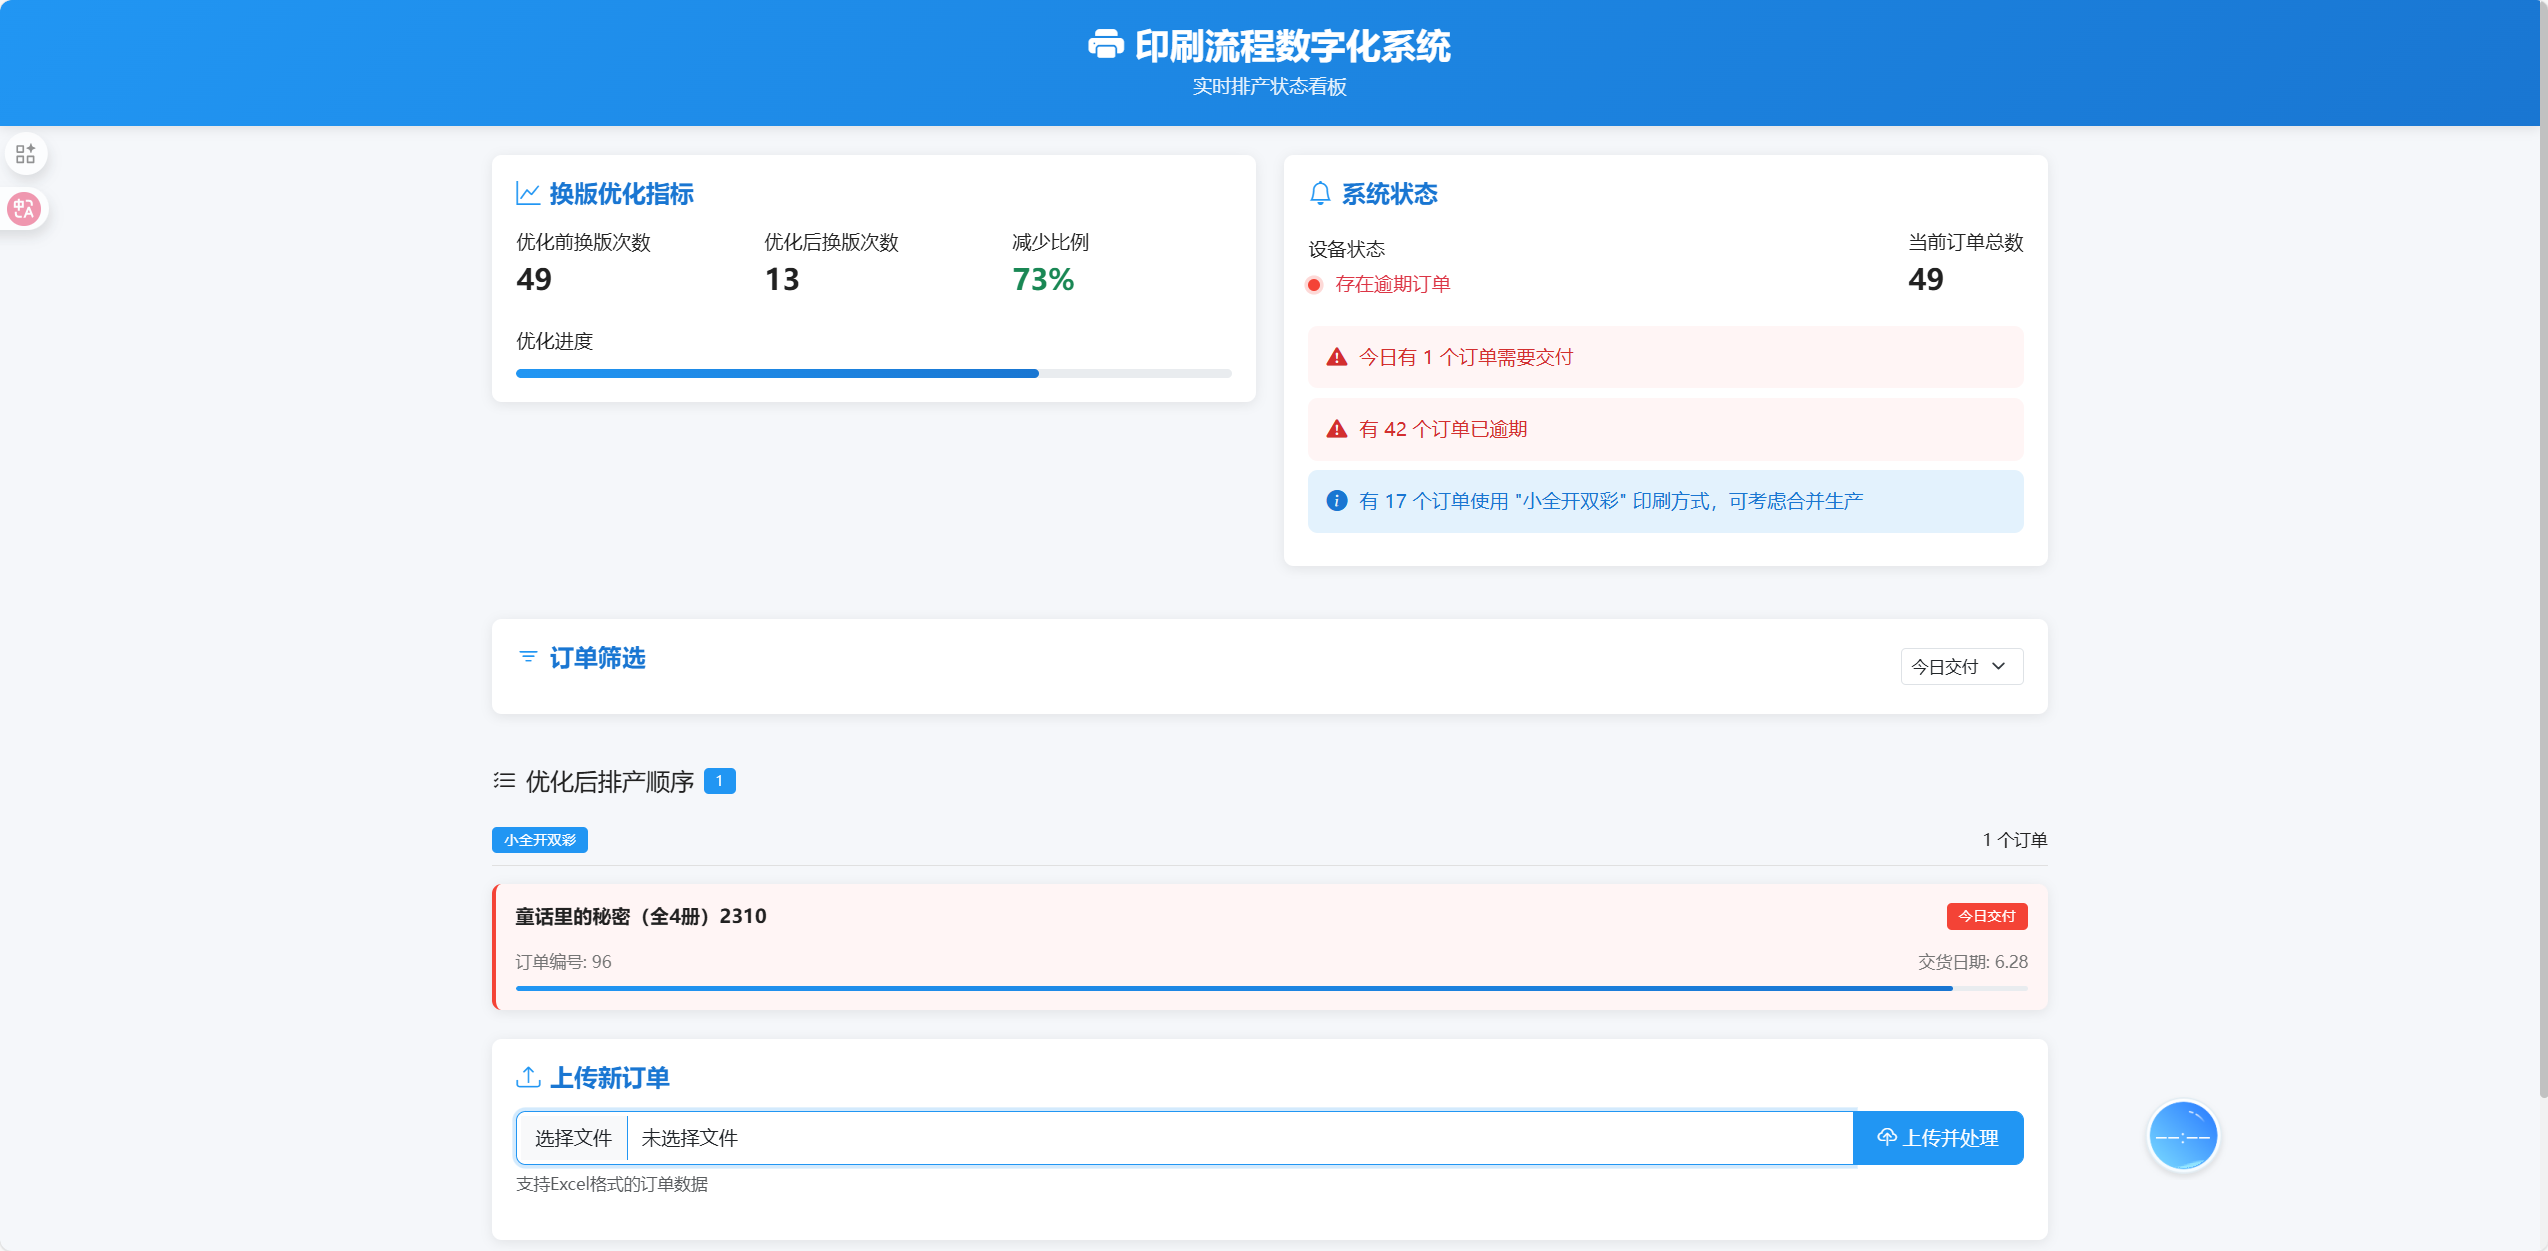 印刷流程数字化系统
实时排产状态看板
换版优化指标
优化前换版次数
49
优化后换版次数
13
减少比例
73%
优化进度
系统状态
设备状态
存在逾期订单
当前订单总数
49
今日有 1 个订单需要交付
有 42 个订单已逾期
有 17 个订单使用 "小全开双彩" 印刷方式，可考虑合并生产
订单筛选
今日交付
优化后排产顺序 1
小全开双彩
1 个订单
童话里的秘密（全4册）2310
今日交付
订单编号: 96
交货日期: 6.28
上传新订单
选择文件 未选择文件
上传并处理
支持Excel格式的订单数据
中 A
--:--